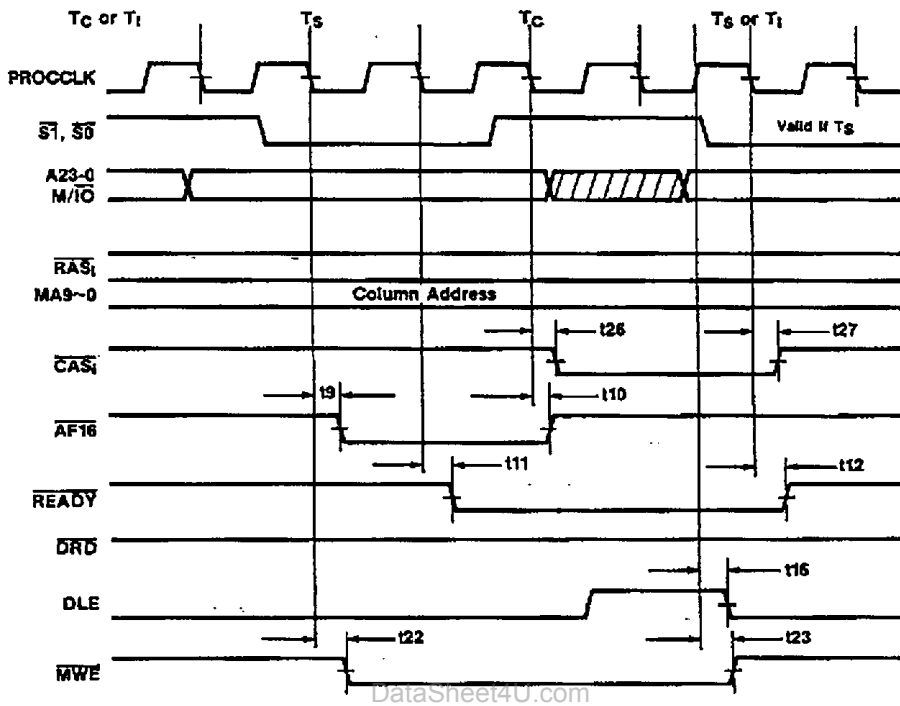 TC or TI TS TC TS or TI
PROCCLK
S1, S0 Valid if TS
A23-0
M/IO
RASi
MA9~0 Column Address
t26 t27
CASi
t9 t10
AF16
t11 t12
READY
DRD
t16
DLE
t22 t23
MWE
DataSheet4U.com